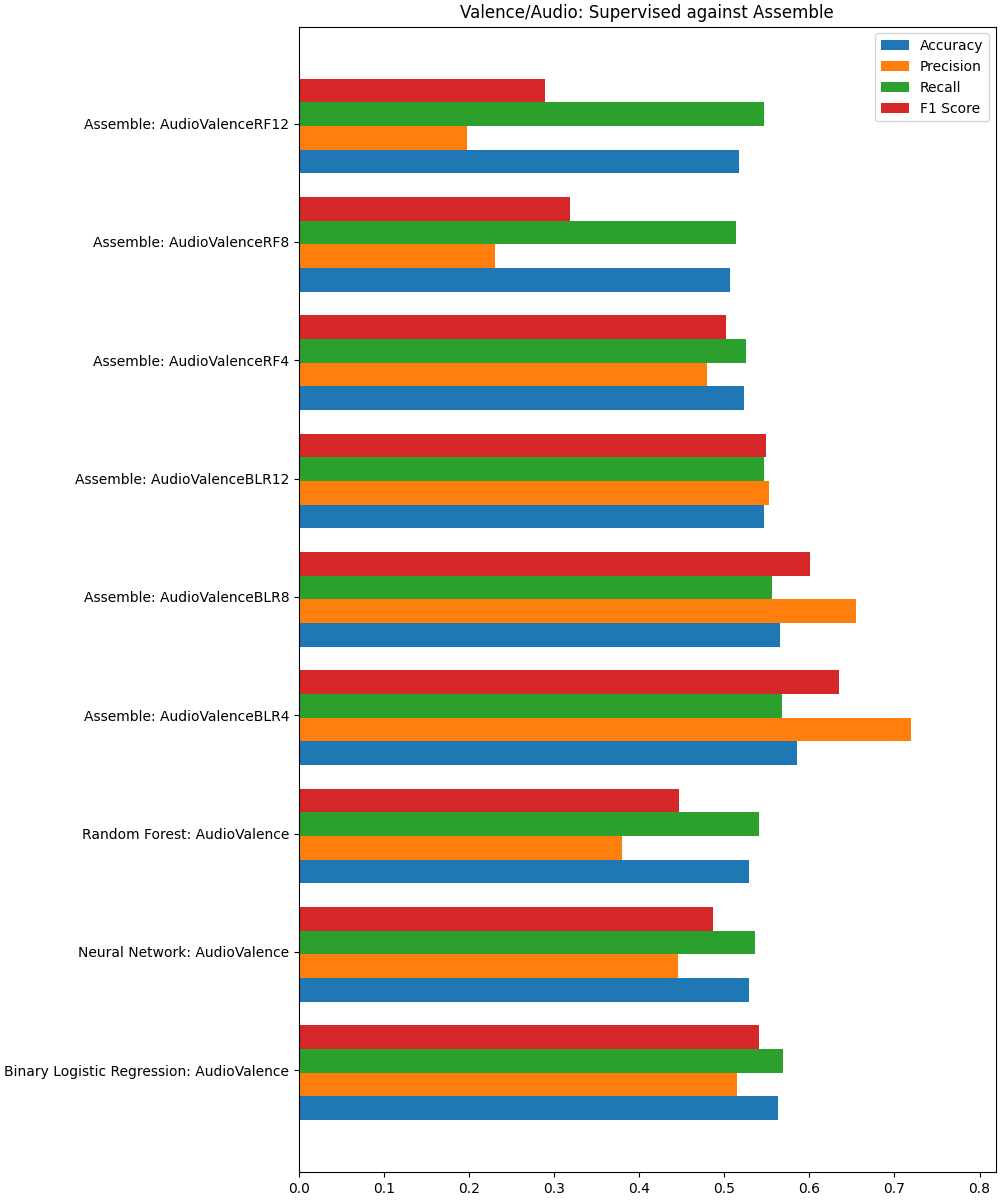 Valence/Audio: Supervised against Assemble
Accuracy
Precision
Recall
F1 Score
Assemble: AudioValenceRF12
Assemble: AudioValenceRF8
Assemble: AudioValenceRF4
Assemble: AudioValenceBLR12
Assemble: AudioValenceBLR8
Assemble: AudioValenceBLR4
Random Forest: AudioValence
Neural Network: AudioValence
Binary Logistic Regression: AudioValence
0.0 0.1 0.2 0.3 0.4 0.5 0.6 0.7 0.8